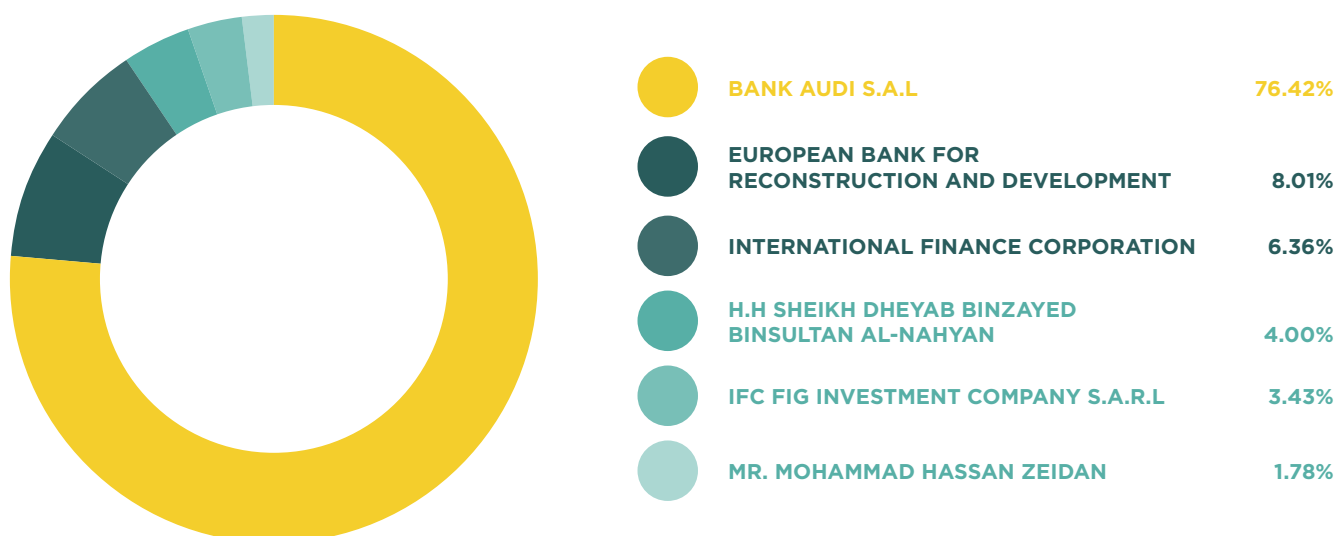 BANK AUDI S.A.L 76.42%
EUROPEAN BANK FOR
RECONSTRUCTION AND DEVELOPMENT 8.01%
INTERNATIONAL FINANCE CORPORATION 6.36%
H.H SHEIKH DHEYAB BINZAYED
BINSULTAN AL-NAHYAN 4.00%
IFC FIG INVESTMENT COMPANY S.A.R.L 3.43%
MR. MOHAMMAD HASSAN ZEIDAN 1.78%